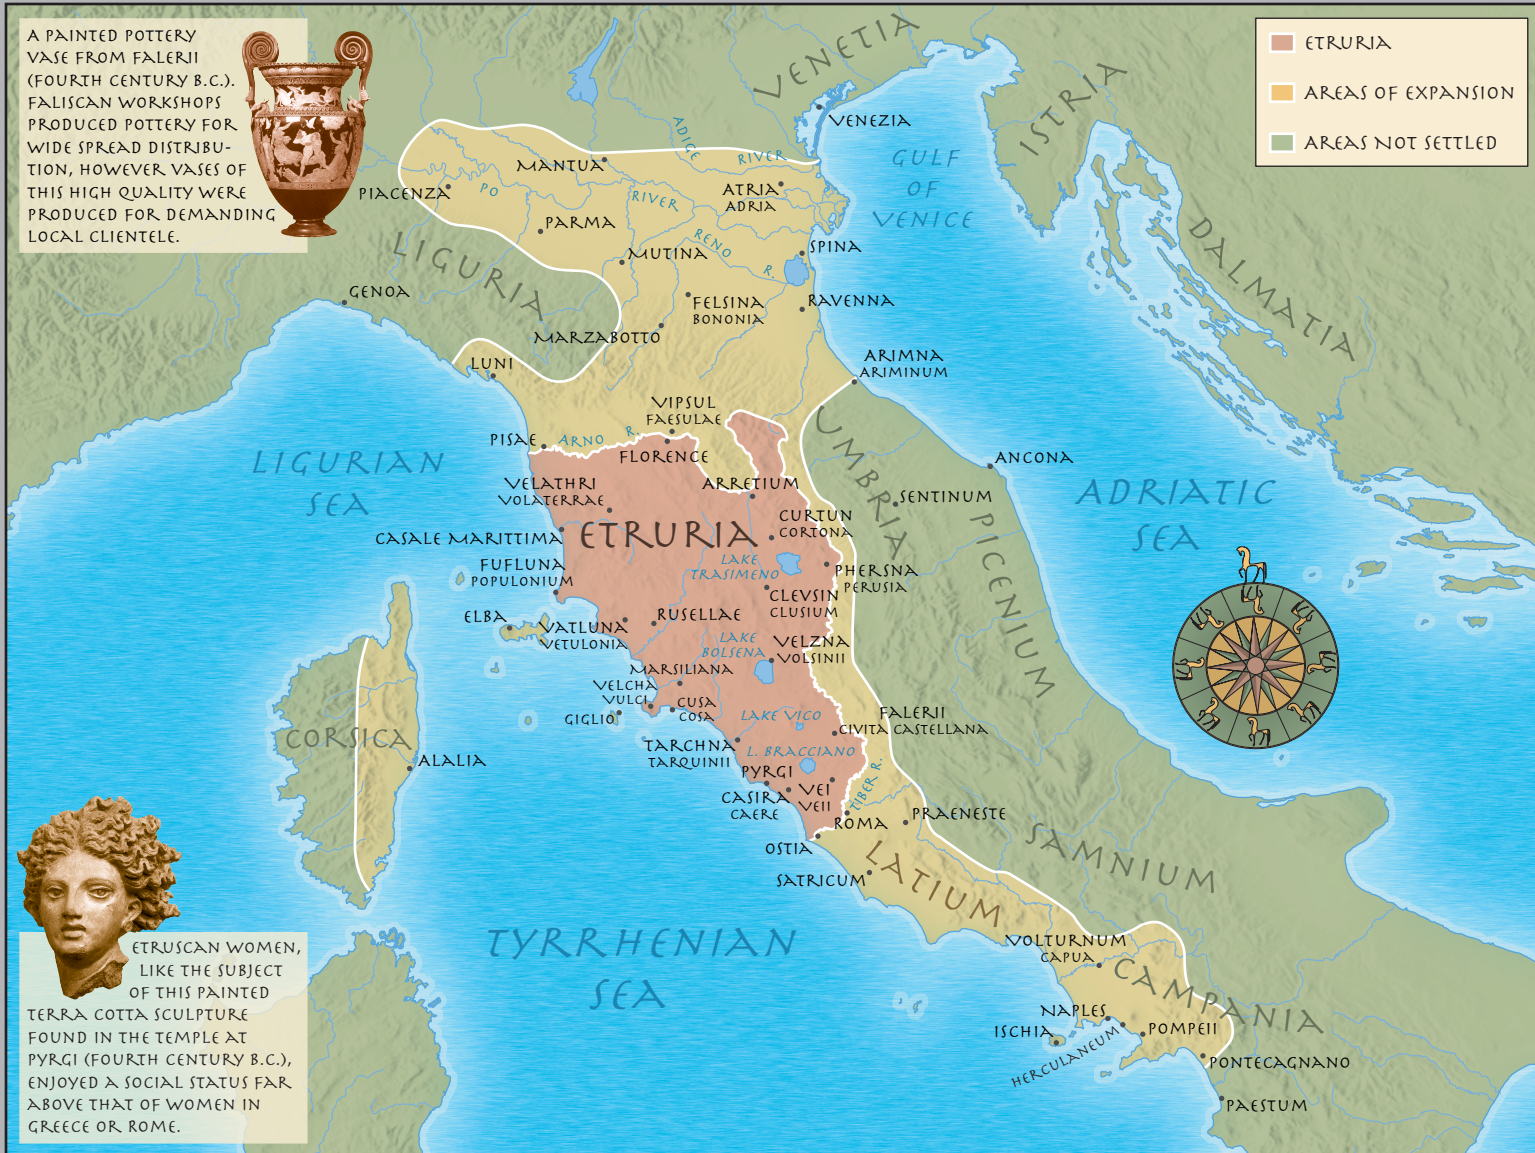 A PAINTED POTTERY
VASE FROM FALERII
(FOURTH CENTURY B.C.).
FALISCAN WORKSHOPS
PRODUCED POTTERY FOR
WIDE SPREAD DISTRIBU-
TION, HOWEVER VASES OF
THIS HIGH QUALITY WERE
PRODUCED FOR DEMANDING
LOCAL CLIENTELE.
ETRURIA
AREAS OF EXPANSION
AREAS NOT SETTLED
VENETIA
ISTRIA
VENEZIA
GULF
OF
VENICE
DALMATIA
ADIGE
RIVER
MANTUA
PIACENZA
PO
RIVER
ATRIA
ADRIA
PARMA
RENO
R.
SPINA
MUTINA
LIGURIA
GENOA
FELSINA
BONONIA
RAVENNA
MARZABOTTO
LUNI
ARIMNA
ARIMINUM
VIPSUL
FAESULAE
PISAE
ARNO
R.
FLORENCE
UMBRIA
ANCONA
LIGURIAN
SEA
ADRIATIC
SEA
VELATHRI
VOLATERRAE
ARRETIUM
SENTINUM
PICENIUM
CURTUN
CORTONA
CASALE MARITTIMA
ETRURIA
LAKE
TRASIMENO
PHERSNA
PERUSIA
FUFLUNA
POPULONIUM
CLEVSIN
CLUSIUM
ELBA
VATLUNA
VETULONIA
RUSELLAE
LAKE
BOLSENA
VELZNA
VOLSINII
MARSILIANA
VELCHA
VULCI
CUSA
COSA
GIGLIO
LAKE VICO
FALERII
CIVITA CASTELLANA
CORSICA
ALALIA
TARCHNA
TARQUINII
L. BRACCIANO
PYRGI
VEI
VEII
CASIRA
CAERE
TIBER R.
ROMA
PRAENESTE
OSTIA
SATRICUM
LATIUM
SAMNIUM
TYRRHENIAN
SEA
VOLTURNUM
CAPUA
CAMPANIA
NAPLES
ISCHIA
HERCULANEUM
POMPEII
PONTECAGNANO
PAESTUM
ETRUSCAN WOMEN,
LIKE THE SUBJECT
OF THIS PAINTED
TERRA COTTA SCULPTURE
FOUND IN THE TEMPLE AT
PYRGI (FOURTH CENTURY B.C.),
ENJOYED A SOCIAL STATUS FAR
ABOVE THAT OF WOMEN IN
GREECE OR ROME.